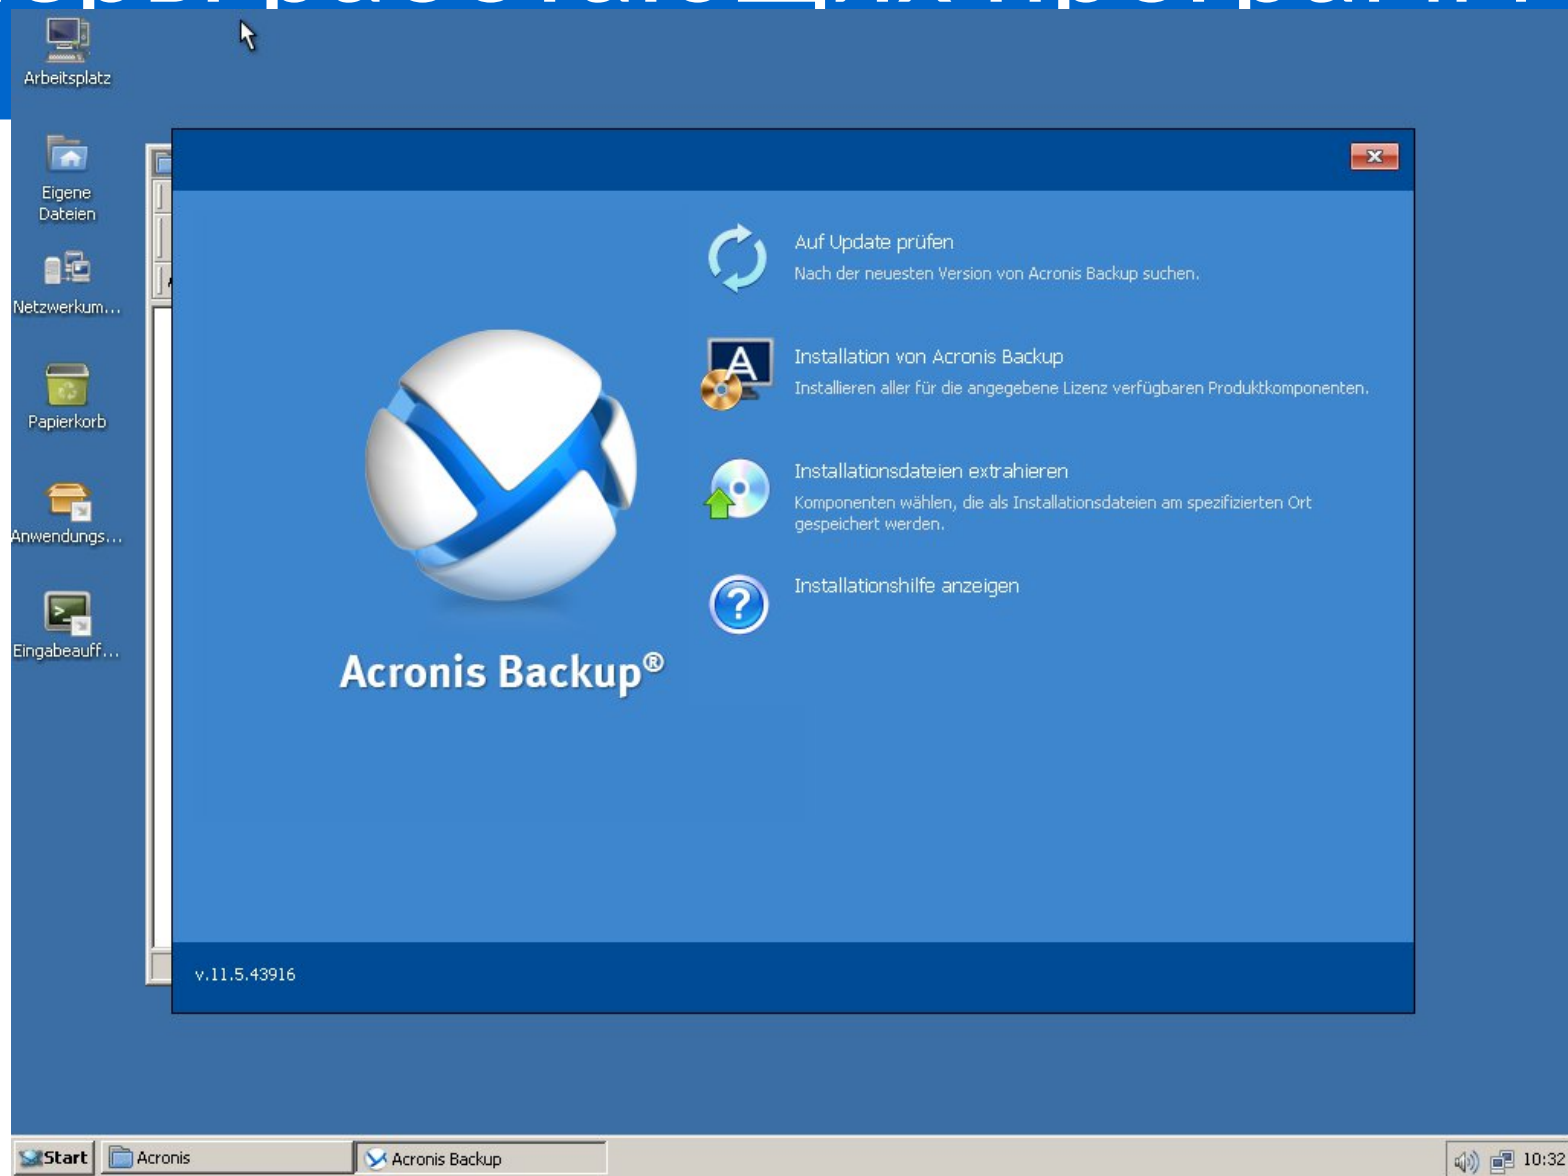 Arbeitsplatz
Eigene
Dateien
Netzwerkum...
Papierkorb
Anwendungs...
Eingabeauff...
Auf Update prüfen
Nach der neuesten Version von Acronis Backup suchen.
Installation von Acronis Backup
Installieren aller für die angegebene Lizenz verfügbaren Produktkomponenten.
Installationsdateien extrahieren
Komponenten wählen, die als Installationsdateien am spezifizierten Ort
gespeichert werden.
Installationshilfe anzeigen
Acronis Backup®
v.11.5.43916
Start
Acronis
Acronis Backup
10:32